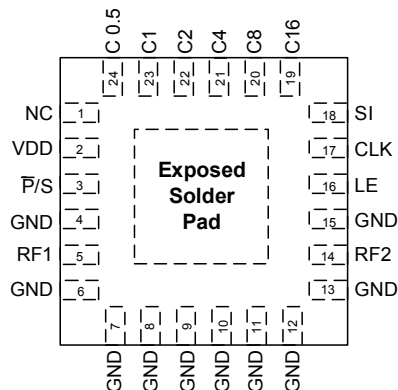 C 0.5
C1
C2
C4
C8
C16
24
23
22
21
20
19
NC 1
VDD 2
P̅/S 3
GND 4
RF1 5
GND 6
Exposed
Solder
Pad
18 SI
17 CLK
16 LE
15 GND
14 RF2
13 GND
7
8
9
10
11
12
GND
GND
GND
GND
GND
GND